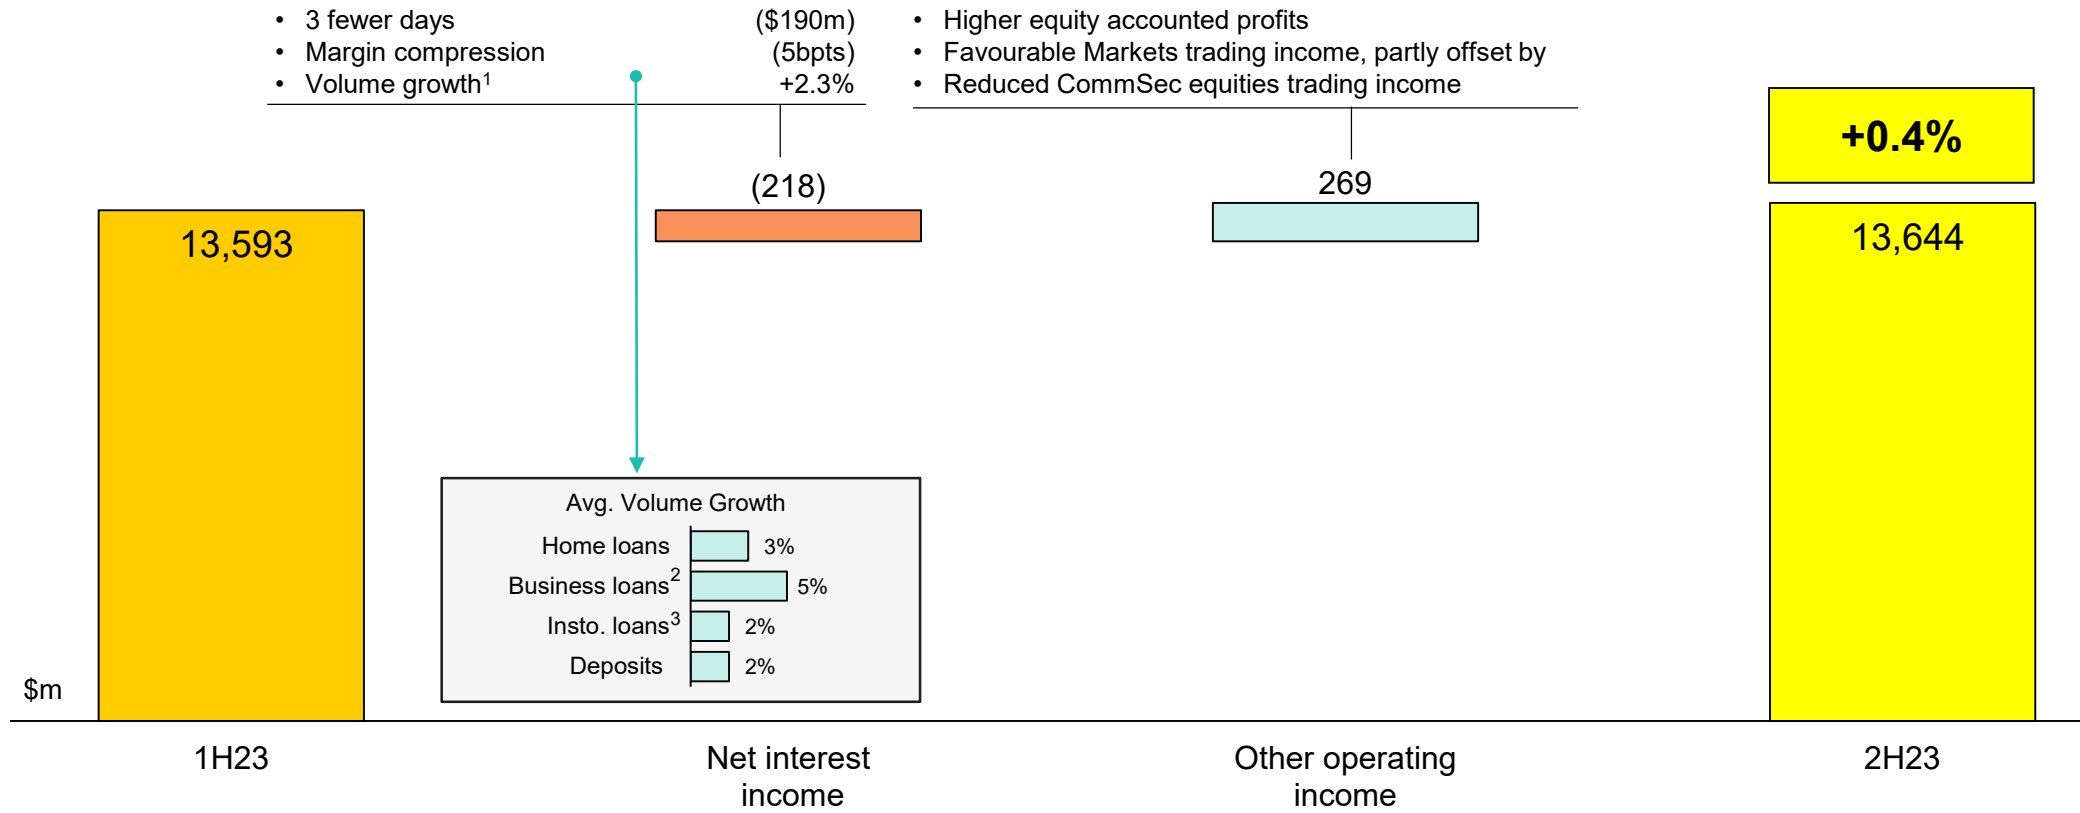 • 3 fewer days ($190m)
• Margin compression (5bpts)
• Volume growth¹ +2.3%
• Higher equity accounted profits
• Favourable Markets trading income, partly offset by
• Reduced CommSec equities trading income
+0.4%
(218)
269
13,593
13,644
Avg. Volume Growth
Home loans 3%
Business loans² 5%
Insto. loans³ 2%
Deposits 2%
$m
1H23
Net interest
income
Other operating
income
2H23